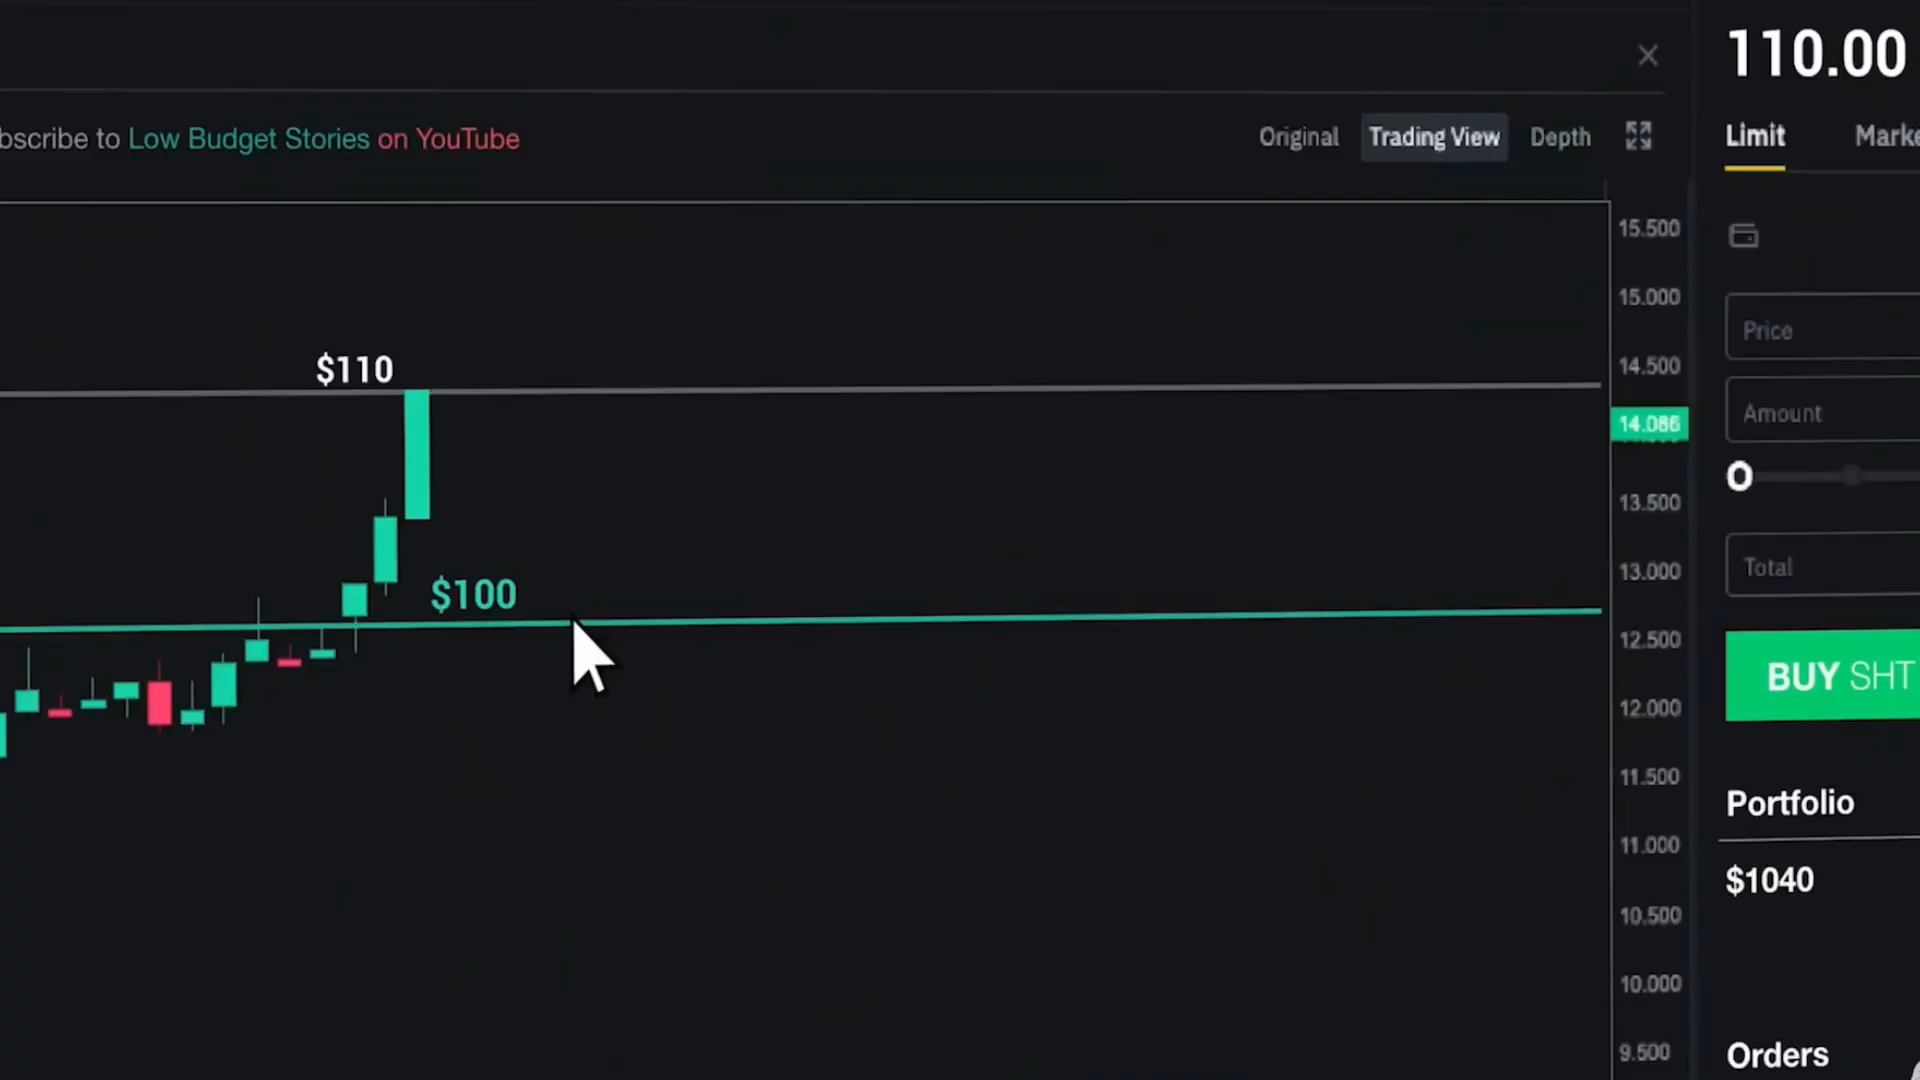 110.00
bscribe to Low Budget Stories on YouTube
Original Trading View Depth
Limit Marke
15.500
15.000
Price
14.500
$110
Amount
14.086
13.500
Total
13.000
$100
12.500
BUY SHT
12.000
11.500
Portfolio
11.000
$1040
10.500
10.000
Orders
9.500